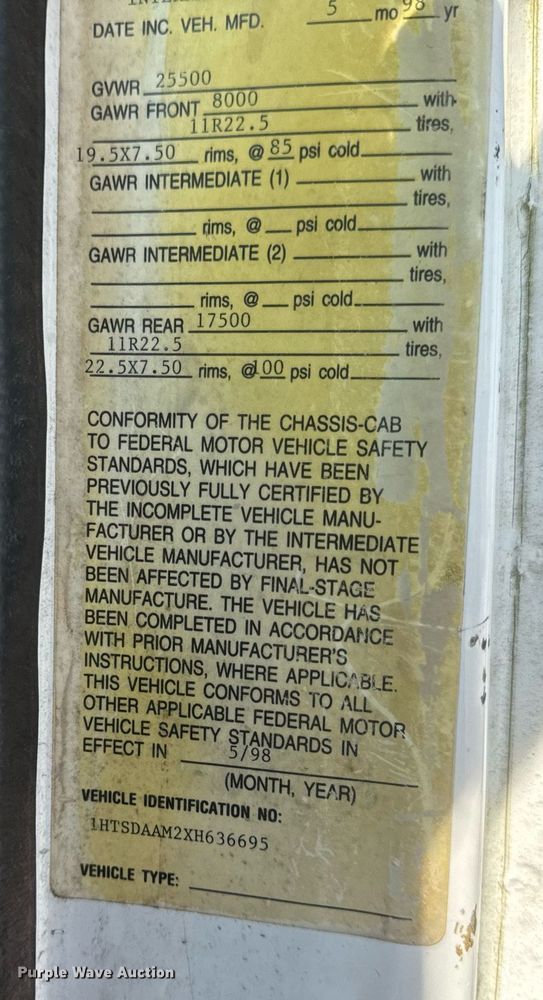 DATE INC. VEH. MFD. 5 mo 98 yr
GVWR 25500
GAWR FRONT 8000 with
11R22.5 tires,
19.5X7.50 rims, @ 85 psi cold
GAWR INTERMEDIATE (1) with
tires,
rims, @ psi cold
GAWR INTERMEDIATE (2) with
tires,
rims, @ psi cold
GAWR REAR 17500 with
11R22.5 tires,
22.5X7.50 rims, @100 psi cold
CONFORMITY OF THE CHASSIS-CAB
TO FEDERAL MOTOR VEHICLE SAFETY
STANDARDS, WHICH HAVE BEEN
PREVIOUSLY FULLY CERTIFIED BY
THE INCOMPLETE VEHICLE MANU-
FACTURER OR BY THE INTERMEDIATE
VEHICLE MANUFACTURER, HAS NOT
BEEN AFFECTED BY FINAL-STAGE
MANUFACTURE. THE VEHICLE HAS
BEEN COMPLETED IN ACCORDANCE
WITH PRIOR MANUFACTURER'S
INSTRUCTIONS, WHERE APPLICABLE.
THIS VEHICLE CONFORMS TO ALL
OTHER APPLICABLE FEDERAL MOTOR
VEHICLE SAFETY STANDARDS IN
EFFECT IN 5/98
(MONTH, YEAR)
VEHICLE IDENTIFICATION NO:
1HTSDAAM2XH636695
VEHICLE TYPE:
Purple Wave Auction